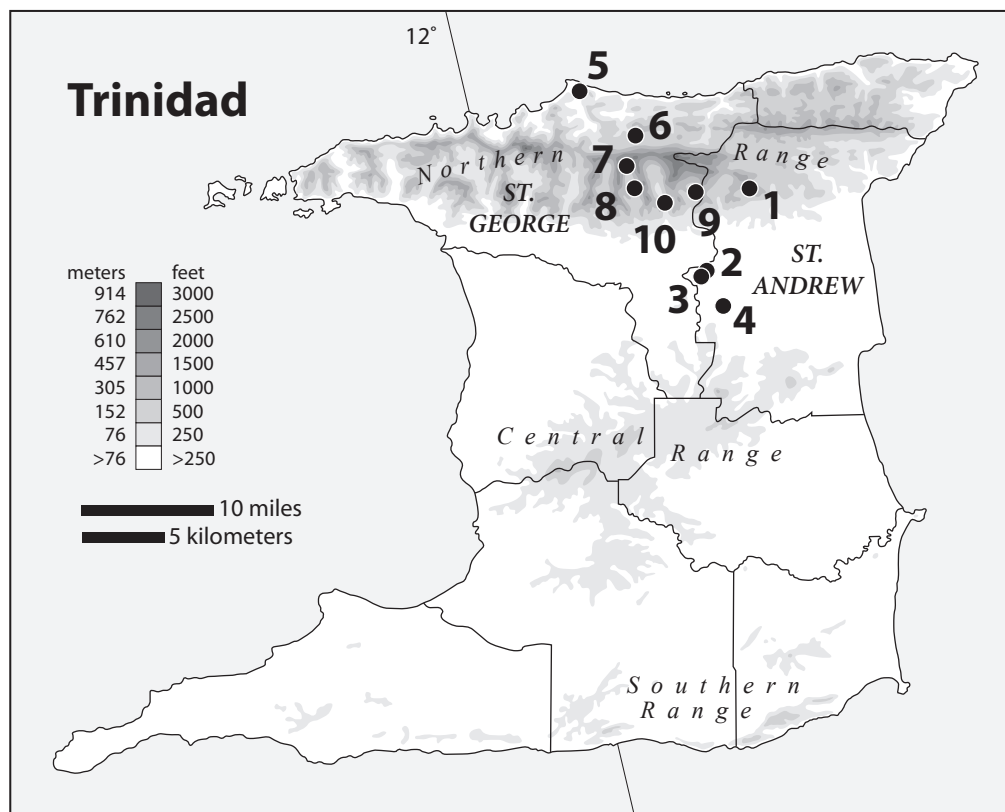 12°
Trinidad
5
6
Northern
Range
7
ST.
GEORGE
8
10
9
1
ST.
ANDREW
2
3
4
meters feet
914 3000
762 2500
610 2000
457 1500
305 1000
152 500
76 250
>76 >250
Central
Range
10 miles
5 kilometers
Southern
Range